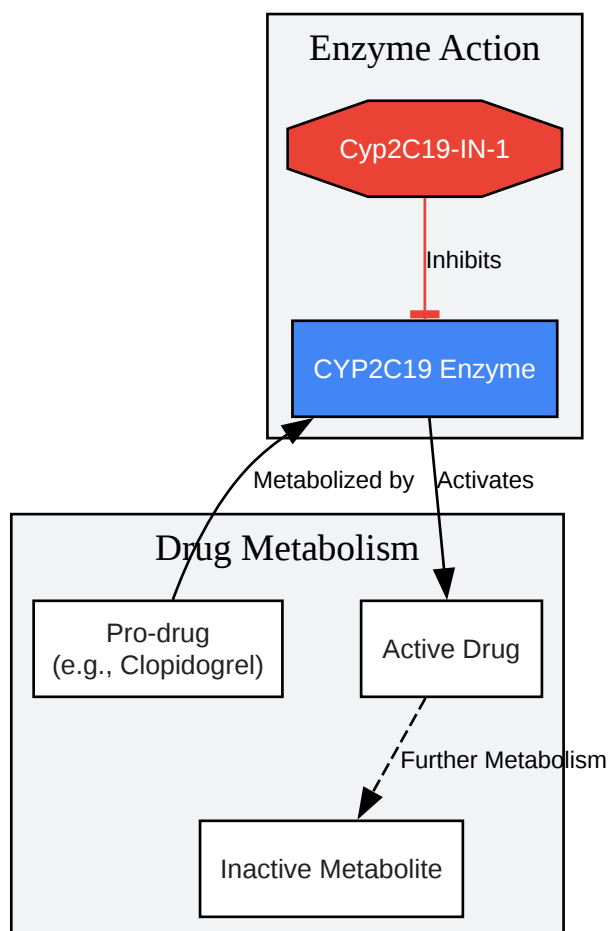 Enzyme Action
Cyp2C19-IN-1
Inhibits
CYP2C19 Enzyme
Metabolized by
Activates
Drug Metabolism
Pro-drug
(e.g., Clopidogrel)
Active Drug
Further Metabolism
Inactive Metabolite